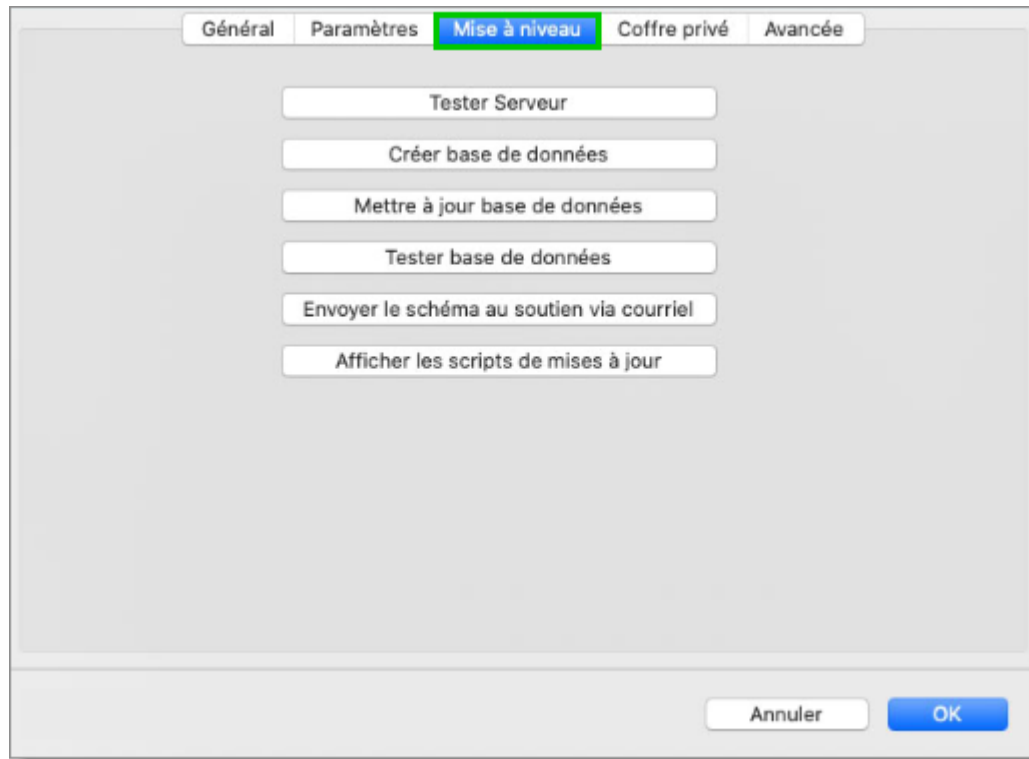 Général Paramètres Mise à niveau Coffre privé Avancée
Tester Serveur
Créer base de données
Mettre à jour base de données
Tester base de données
Envoyer le schéma au soutien via courriel
Afficher les scripts de mises à jour
Annuler OK